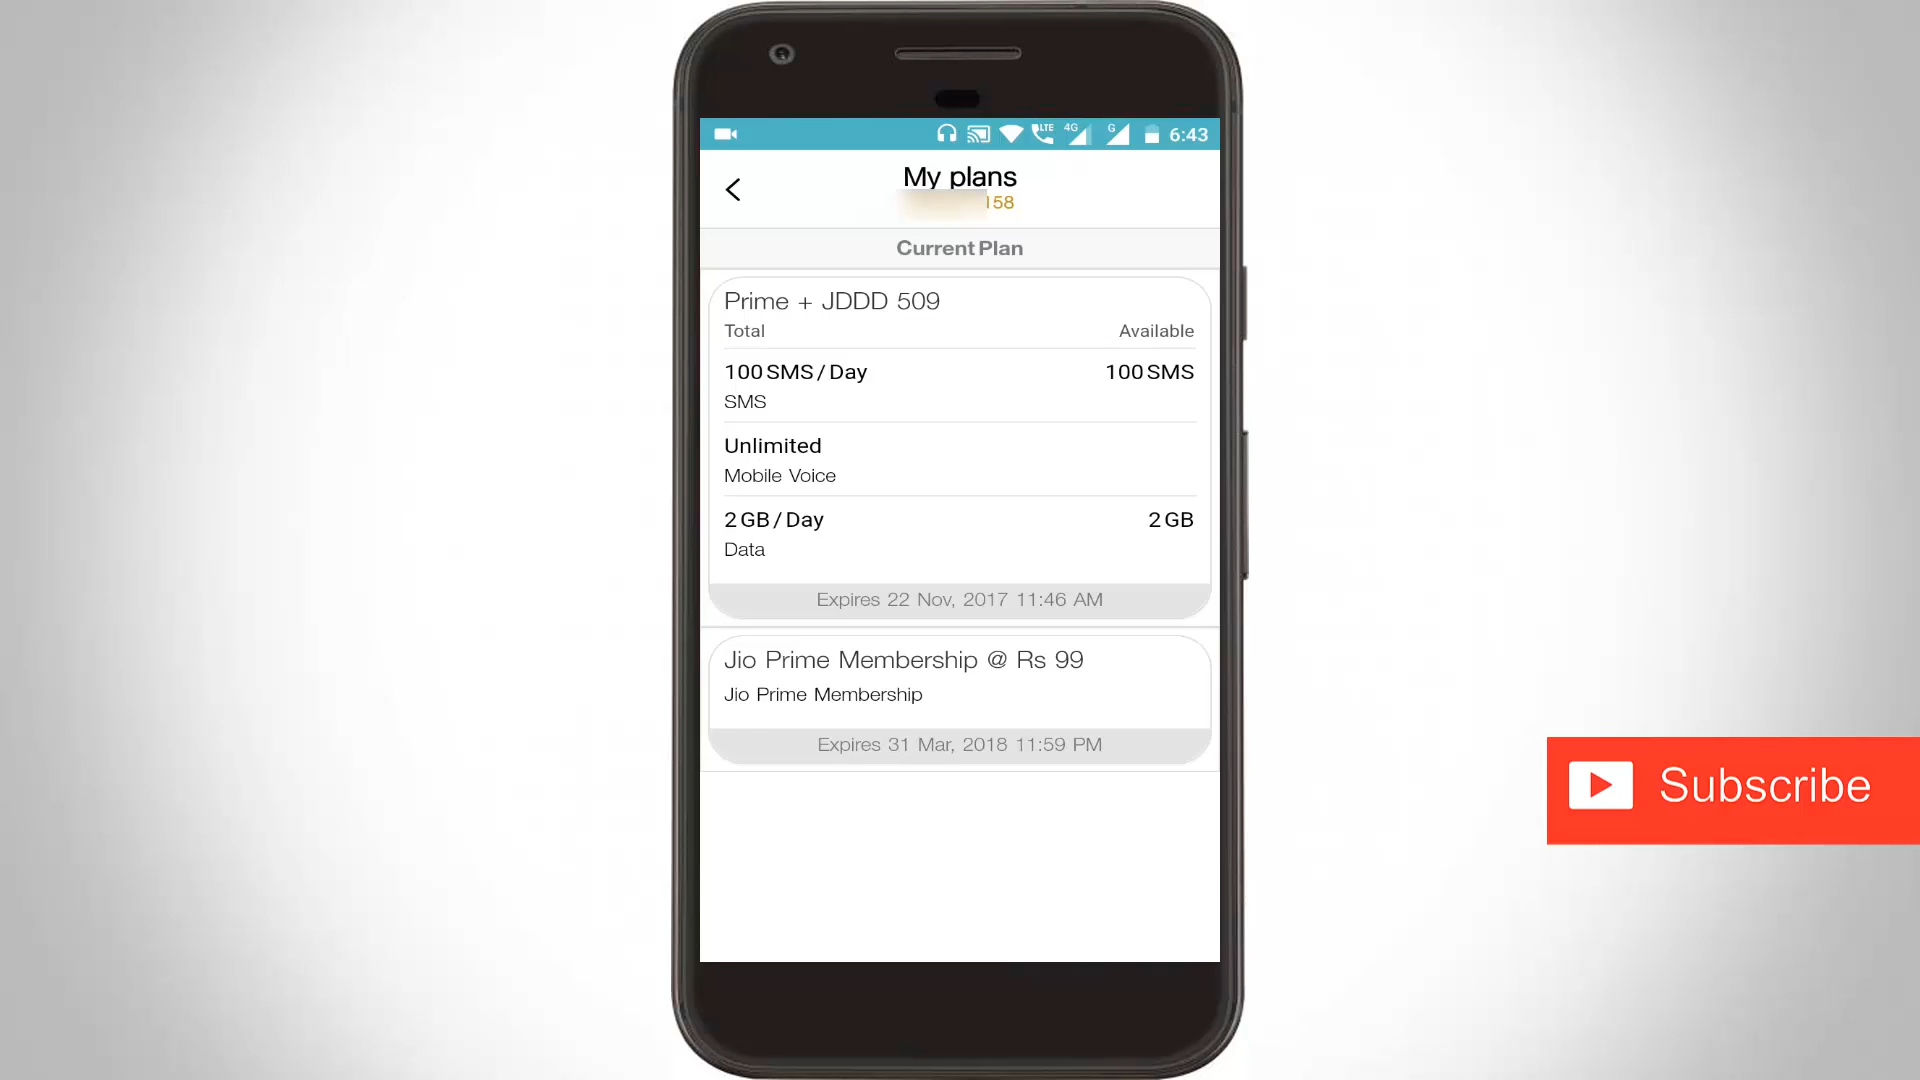 LTE 4G G 6:43
My plans
158
Current Plan
Prime + JDDD 509
Total Available
100 SMS / Day 100 SMS
SMS
Unlimited
Mobile Voice
2 GB / Day 2 GB
Data
Expires 22 Nov, 2017 11:46 AM
Jio Prime Membership @ Rs 99
Jio Prime Membership
Expires 31 Mar, 2018 11:59 PM
Subscribe